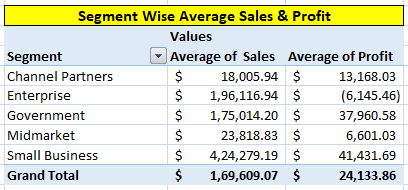 Segment Wise Average Sales & Profit
Values
Segment Average of Sales Average of Profit
Channel Partners $ 18,005.94 $ 13,168.03
Enterprise $ 1,96,116.94 $ (6,145.46)
Government $ 1,75,014.20 $ 37,960.58
Midmarket $ 23,818.83 $ 6,601.03
Small Business $ 4,24,279.19 $ 41,431.69
Grand Total $ 1,69,609.07 $ 24,133.86